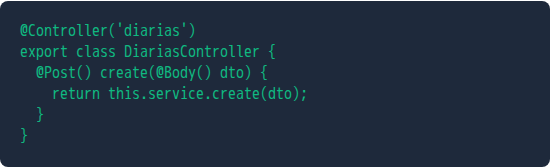 @Controller('diarias')
export class DiariasController {
  @Post() create(@Body() dto) {
    return this.service.create(dto);
  }
}